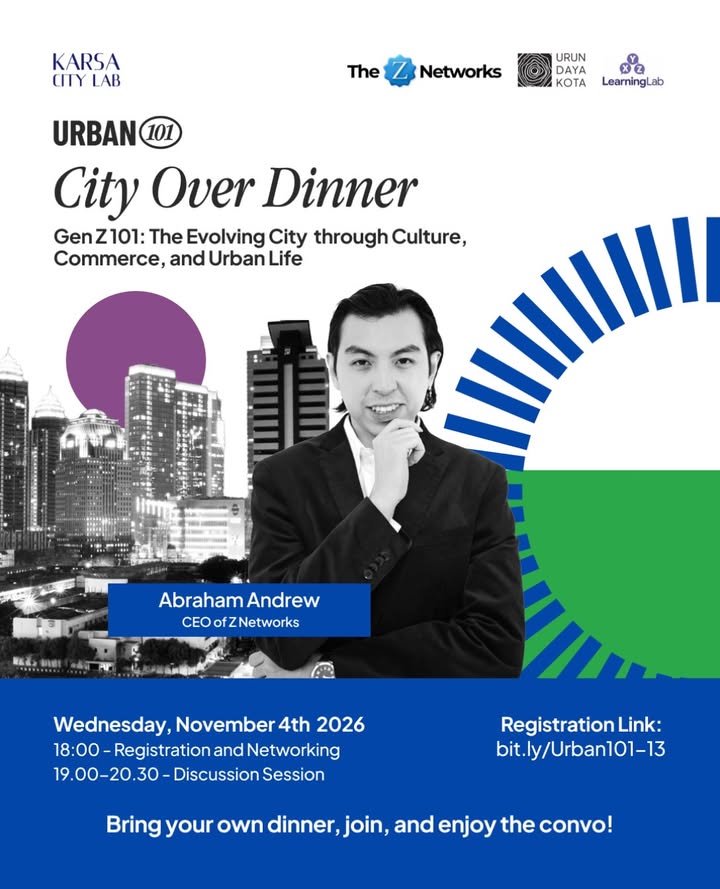 KARSA
CITY LAB
The Z Networks
URUN
DAYA
KOTA
X Y Z
LearningLab
URBAN 101
City Over Dinner
Gen Z 101: The Evolving City through Culture,
Commerce, and Urban Life
Abraham Andrew
CEO of Z Networks
Wednesday, November 4th 2026
18:00 - Registration and Networking
19.00-20.30 - Discussion Session
Registration Link:
bit.ly/Urban101-13
Bring your own dinner, join, and enjoy the convo!